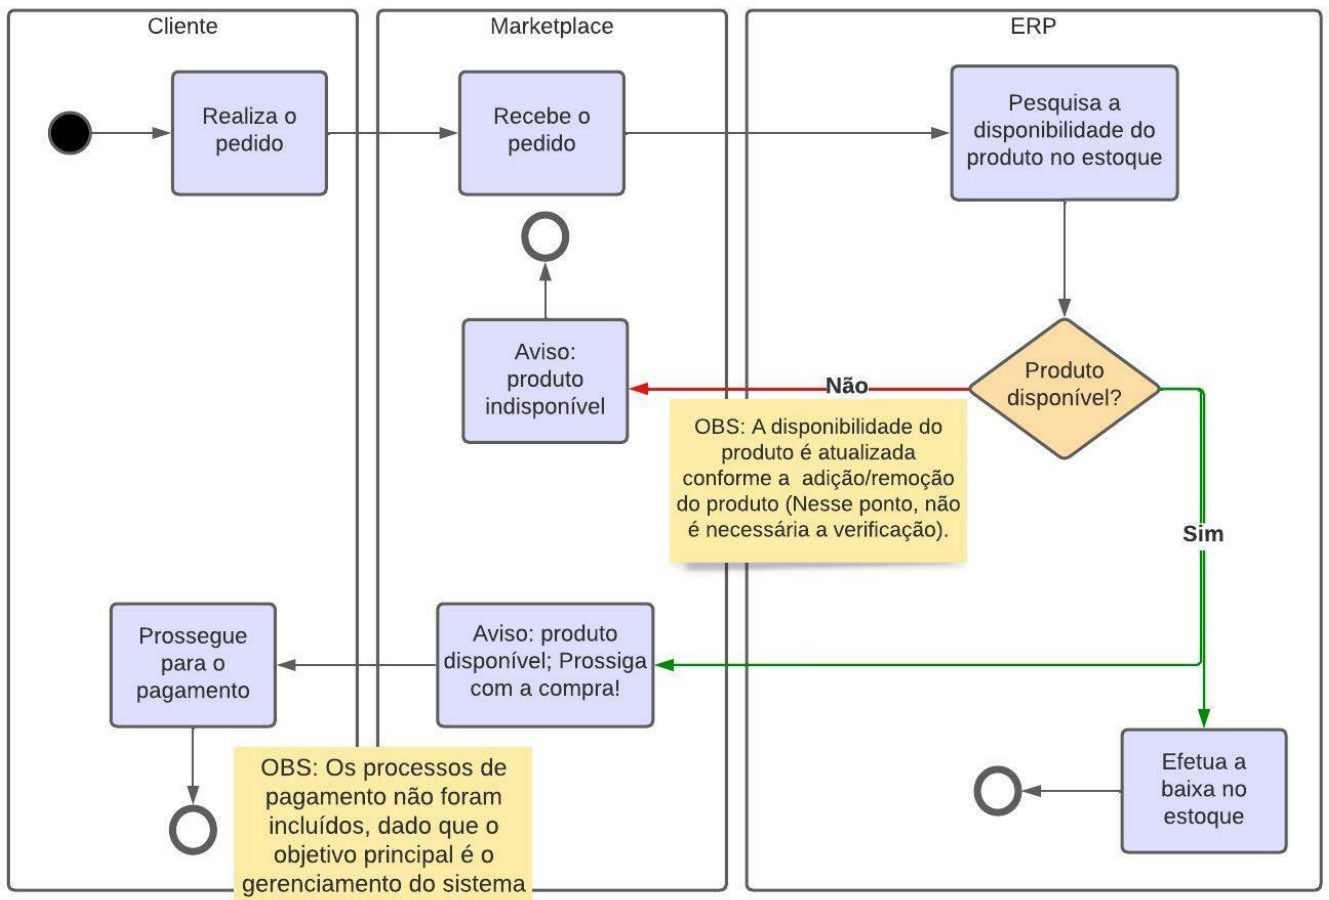 Cliente
Marketplace
ERP
Realiza o
pedido
Recebe o
pedido
Pesquisa a
disponibilidade do
produto no estoque
Aviso:
produto
indisponível
Não
Produto
disponível?
OBS: A disponibilidade do
produto é atualizada
conforme a adição/remoção
do produto (Nesse ponto, não
é necessária a verificação).
Sim
Prossegue
para o
pagamento
Aviso: produto
disponível; Prossiga
com a compra!
OBS: Os processos de
pagamento não foram
incluídos, dado que o
objetivo principal é o
gerenciamento do sistema
Efetua a
baixa no
estoque